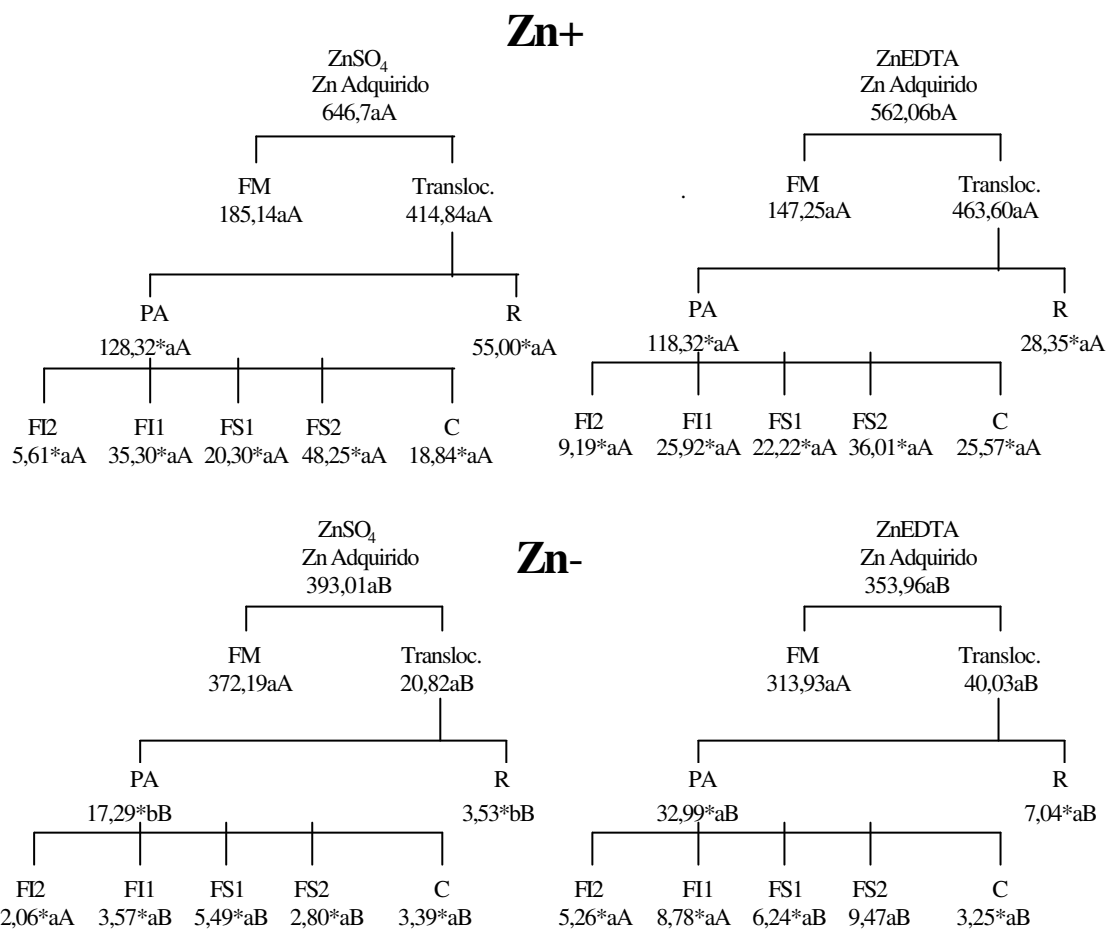 Zn+
ZnSO4
Zn Adquirido
646,7aA
FM
185,14aA
Transloc.
414,84aA
PA
128,32*aA
R
55,00*aA
FI2
5,61*aA
FI1
35,30*aA
FS1
20,30*aA
FS2
48,25*aA
C
18,84*aA
ZnEDTA
Zn Adquirido
562,06bA
FM
147,25aA
Transloc.
463,60aA
PA
118,32*aA
R
28,35*aA
FI2
9,19*aA
FI1
25,92*aA
FS1
22,22*aA
FS2
36,01*aA
C
25,57*aA
Zn-
ZnSO4
Zn Adquirido
393,01aB
FM
372,19aA
Transloc.
20,82aB
PA
17,29*bB
R
3,53*bB
FI2
2,06*aA
FI1
3,57*aB
FS1
5,49*aB
FS2
2,80*aB
C
3,39*aB
ZnEDTA
Zn Adquirido
353,96aB
FM
313,93aA
Transloc.
40,03aB
PA
32,99*aB
R
7,04*aB
FI2
5,26*aA
FI1
8,78*aA
FS1
6,24*aB
FS2
9,47aB
C
3,25*aB